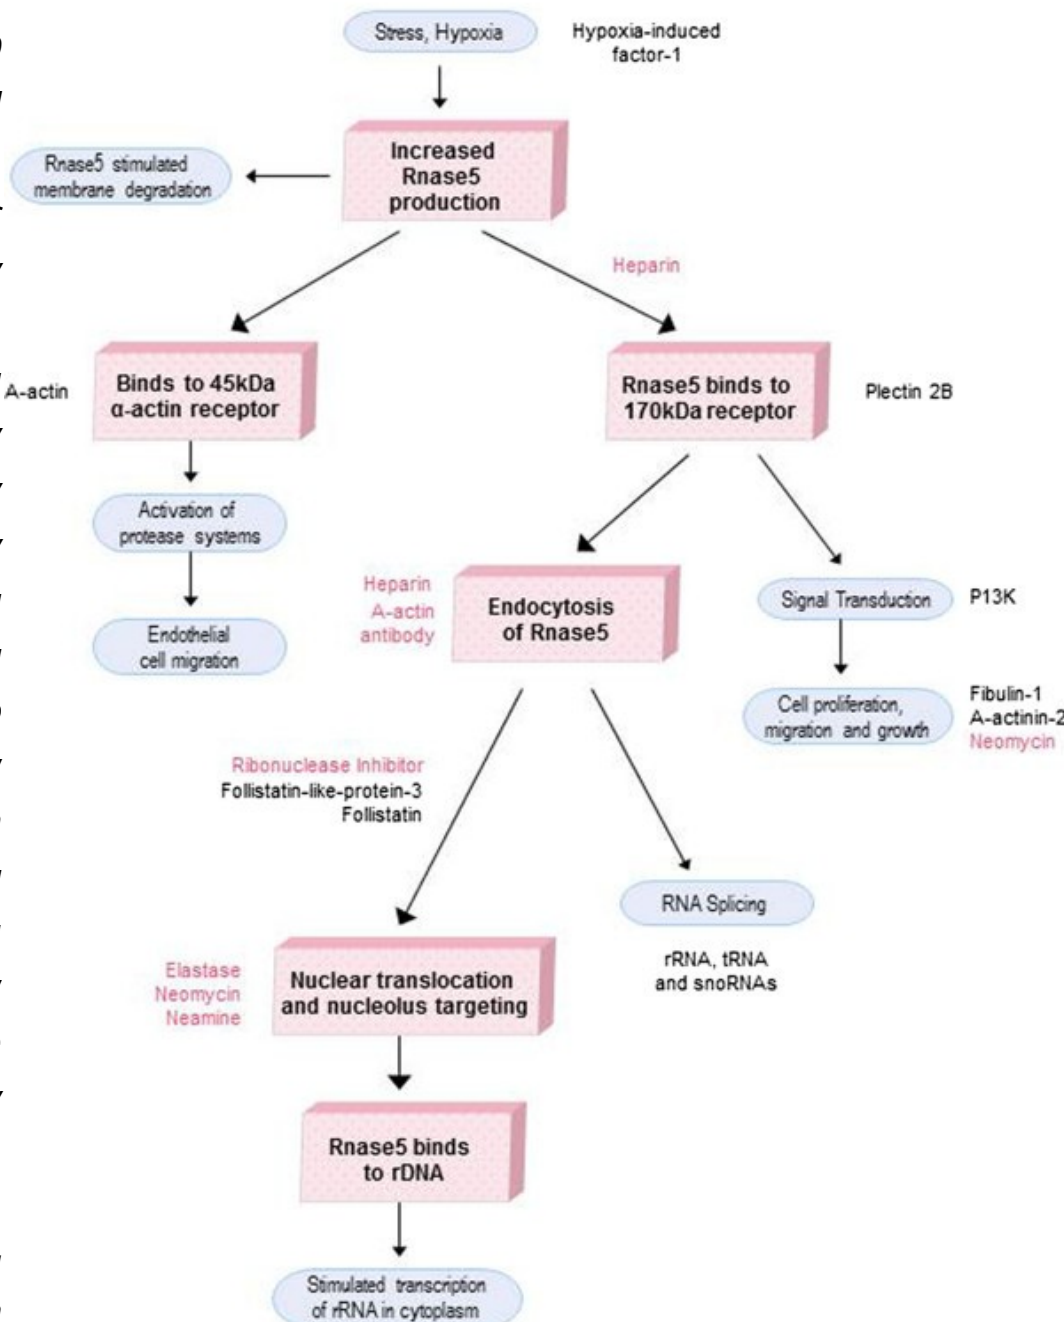 Stress, Hypoxia
Hypoxia-induced
factor-1
Increased
Rnase5
production
Rnase5 stimulated
membrane degradation
Heparin
A-actin
Binds to 45kDa
α-actin receptor
Rnase5 binds to
170kDa receptor
Plectin 2B
Activation of
protease systems
Endothelial
cell migration
Heparin
A-actin
antibody
Endocytosis
of Rnase5
Signal Transduction
P13K
Cell proliferation,
migration and growth
Fibulin-1
A-actinin-2
Neomycin
Ribonuclease Inhibitor
Follistatin-like-protein-3
Follistatin
RNA Splicing
rRNA, tRNA
and snoRNAs
Elastase
Neomycin
Neamine
Nuclear translocation
and nucleolus targeting
Rnase5 binds
to rDNA
Stimulated transcription
of rRNA in cytoplasm